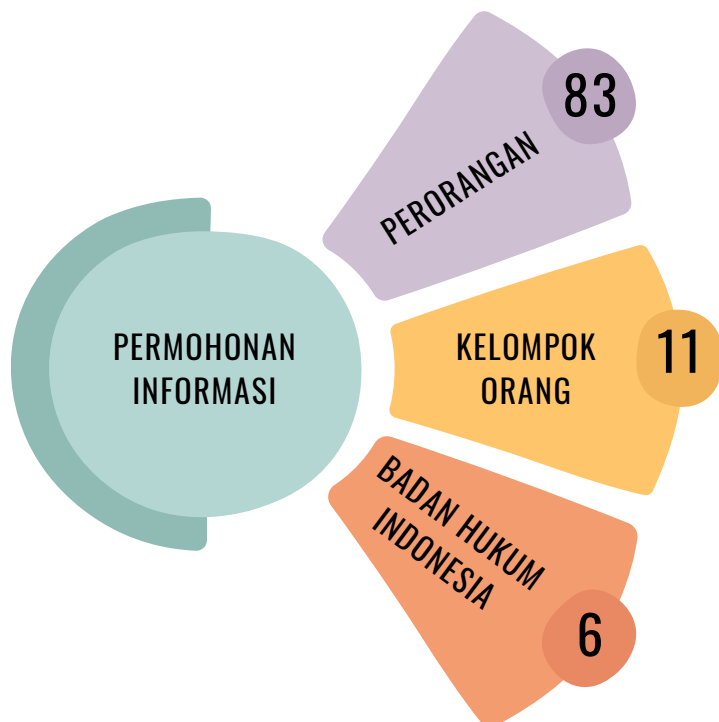 83
PERORANGAN
PERMOHONAN
INFORMASI
KELOMPOK
ORANG
11
BADAN HUKUM
INDONESIA
6